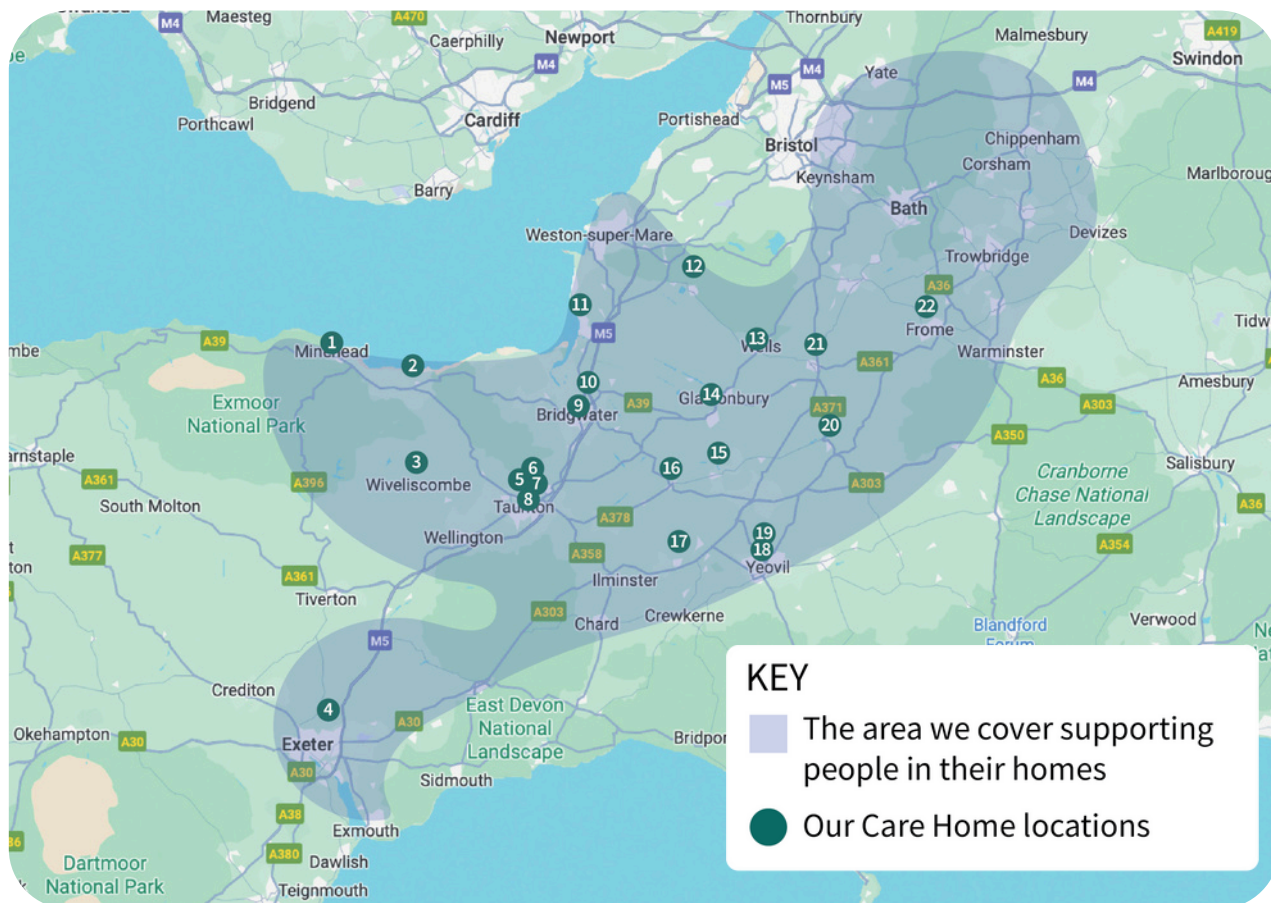 Maesteg
A470
Thornbury
M4
Caerphilly
Newport
Malmesbury
A419
Swindon
M4
M4
M5
Yate
M4
Bridgend
Porthcawl
Cardiff
Portishead
Bristol
Chippenham
Corsham
Keynsham
Marlboroug
Barry
Bath
Weston-super-Mare
Devizes
Trowbridge
12
A36
11
22
M5
Frome
A39
1
Minehead
2
13
Wells
21
A361
Warminster
Tidw
mbe
A36
Amesbury
10
9
Bridgwater
A39
14
Glastonbury
A371
20
A303
Exmoor
National Park
A350
arnstaple
3
Wiveliscombe
6
5
7
8
Taunton
16
15
Salisbury
A361
A396
A303
Cranborne
Chase National
Landscape
South Molton
A36
Wellington
A378
19
18
Yeovil
17
A354
A377
A358
ton
A361
Tiverton
Ilminster
Crewkerne
A303
Chard
Verwood
Blandford
Forum
M5
Crediton
4
A30
East Devon
National
Landscape
Okehampton
A30
Exeter
Bridpor
A30
Sidmouth
A38
Exmouth
A380
Dawlish
Dartmoor
National Park
Teignmouth
KEY
The area we cover supporting
people in their homes
Our Care Home locations